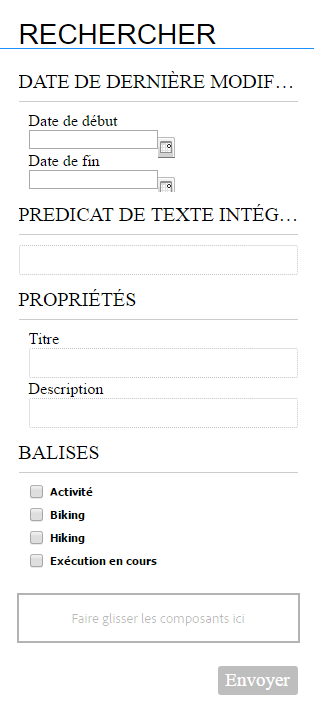 RECHERCHER
DATE DE DERNIÈRE MODIF…
Date de début
Date de fin
PREDICAT DE TEXTE INTÉG…
PROPRIÉTÉS
Titre
Description
BALISES
Activité
Biking
Hiking
Exécution en cours
Faire glisser les composants ici
Envoyer